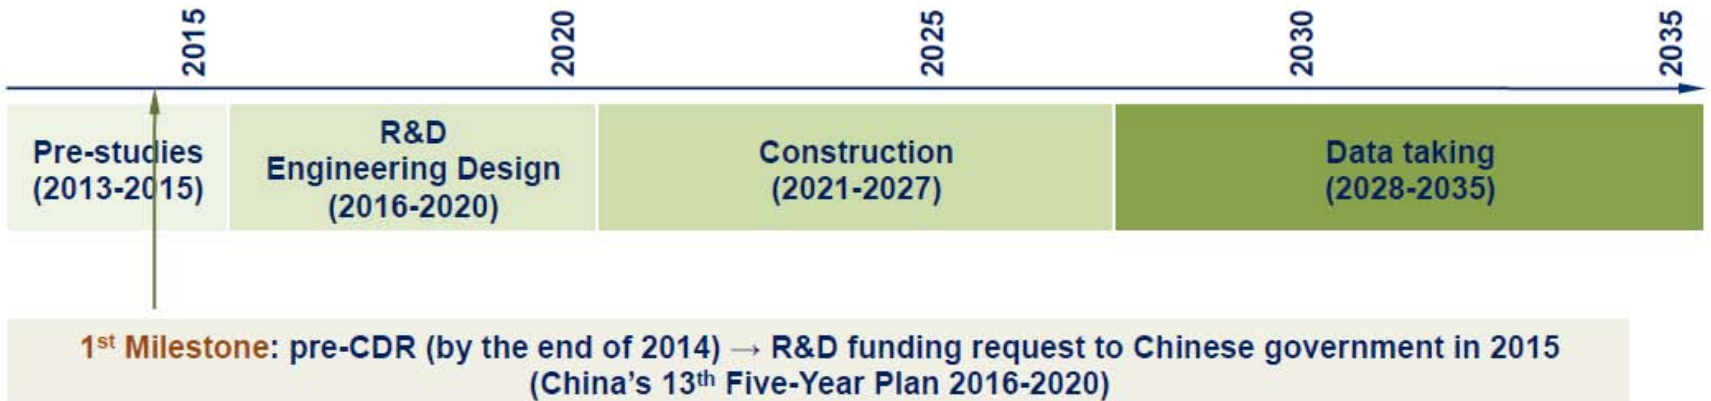 2015
2020
2025
2030
2035
Pre-studies
(2013-2015)
R&D
Engineering Design
(2016-2020)
Construction
(2021-2027)
Data taking
(2028-2035)
1st Milestone: pre-CDR (by the end of 2014) → R&D funding request to Chinese government in 2015
(China's 13th Five-Year Plan 2016-2020)